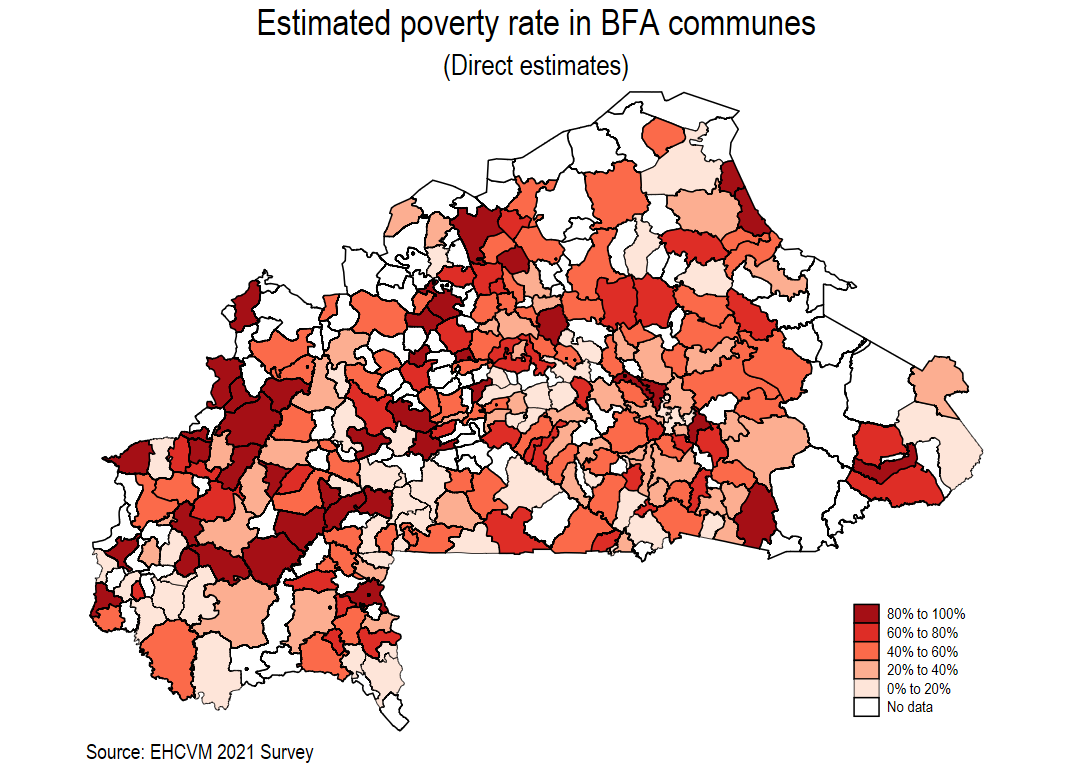 Estimated poverty rate in BFA communes
(Direct estimates)
80% to 100%
60% to 80%
40% to 60%
20% to 40%
0% to 20%
No data
Source: EHCVM 2021 Survey